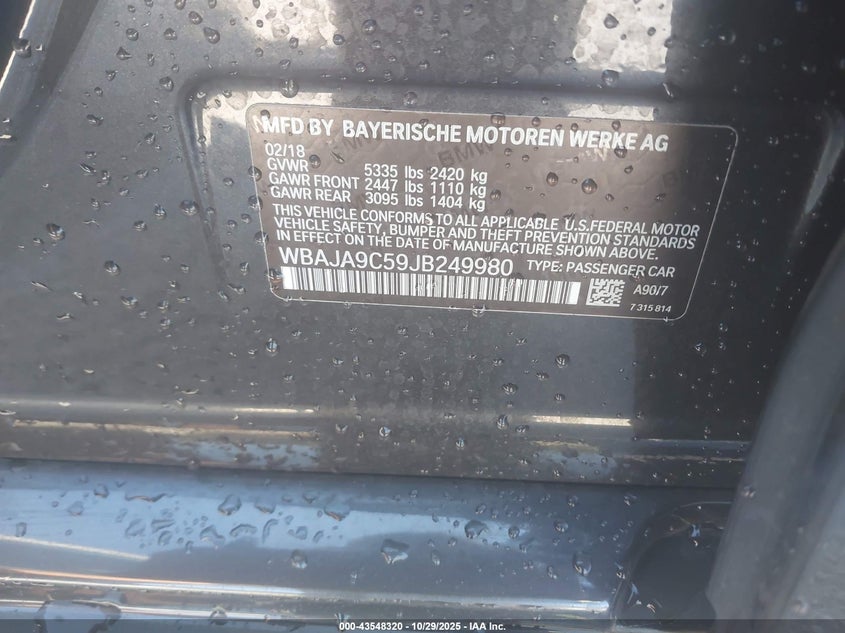 MFD BY BAYERISCHE MOTOREN WERKE AG
02/18
GVWR 5335 lbs 2420 kg
GAWR FRONT 2447 lbs 1110 kg
GAWR REAR 3095 lbs 1404 kg
THIS VEHICLE CONFORMS TO ALL APPLICABLE U.S.FEDERAL MOTOR
VEHICLE SAFETY, BUMPER AND THEFT PREVENTION STANDARDS
IN EFFECT ON THE DATE OF MANUFACTURE SHOWN ABOVE.
WBAJA9C59JB249980 TYPE: PASSENGER CAR
A90/7
7 315 814
000-43548320 - 10/29/2025 - IAA Inc.